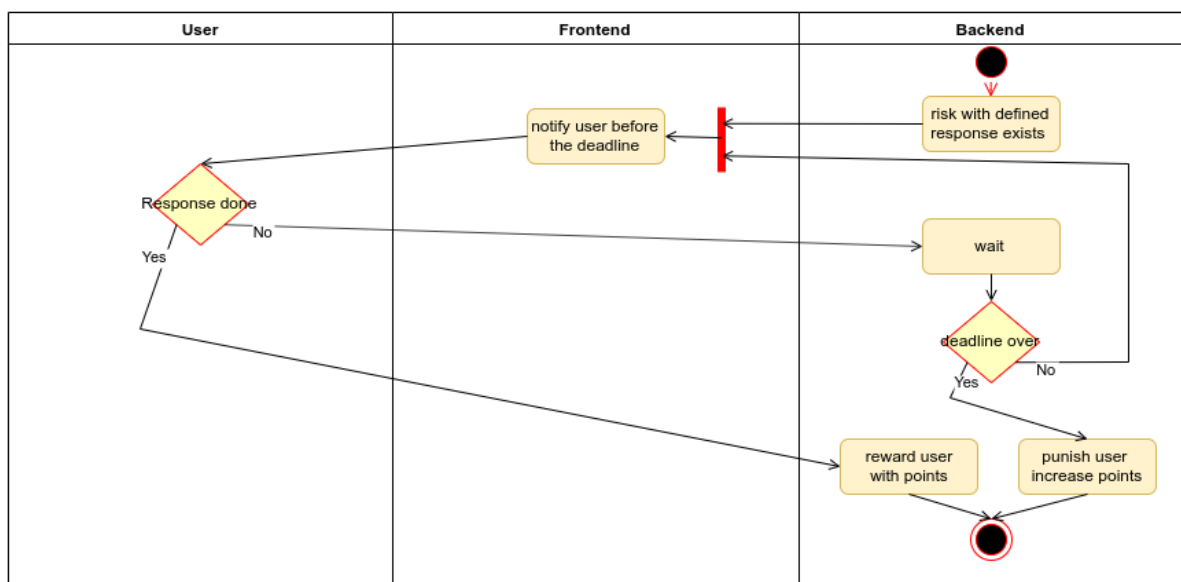 User
Frontend
Backend
risk with defined
response exists
notify user before
the deadline
Response done
No
Yes
wait
deadline over
No
Yes
reward user
with points
punish user
increase points